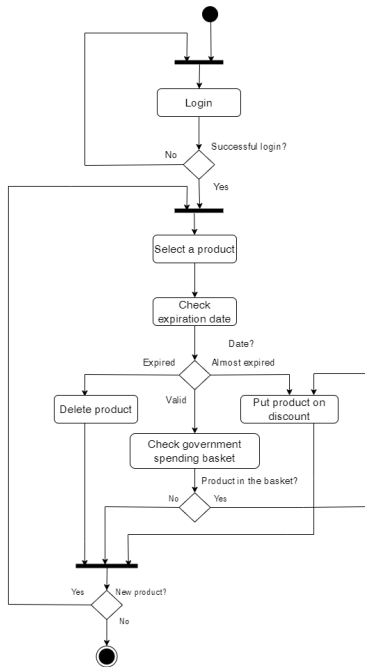 Login
Successful login?
No
Yes
Select a product
Check
expiration date
Date?
Expired
Almost expired
Valid
Delete product
Put product on
discount
Check government
spending basket
Product in the basket?
No
Yes
Yes
New product?
No